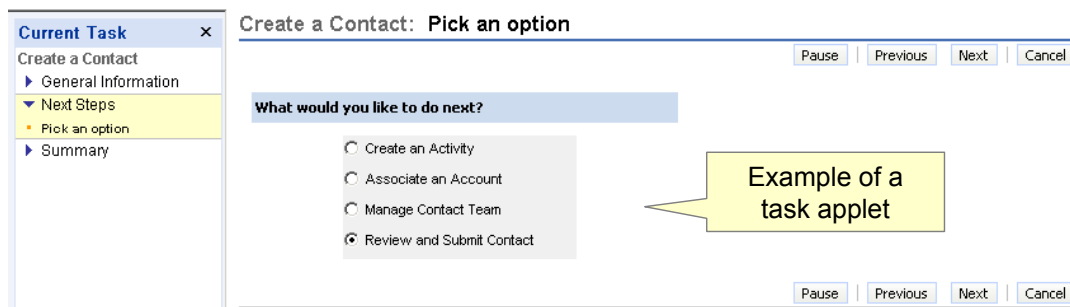 Current Task ×
Create a Contact
General Information
Next Steps
Pick an option
Summary
Create a Contact: Pick an option
Pause | Previous Next | Cancel
What would you like to do next?
Create an Activity
Associate an Account
Manage Contact Team
Review and Submit Contact
Example of a
task applet
Pause | Previous Next | Cancel